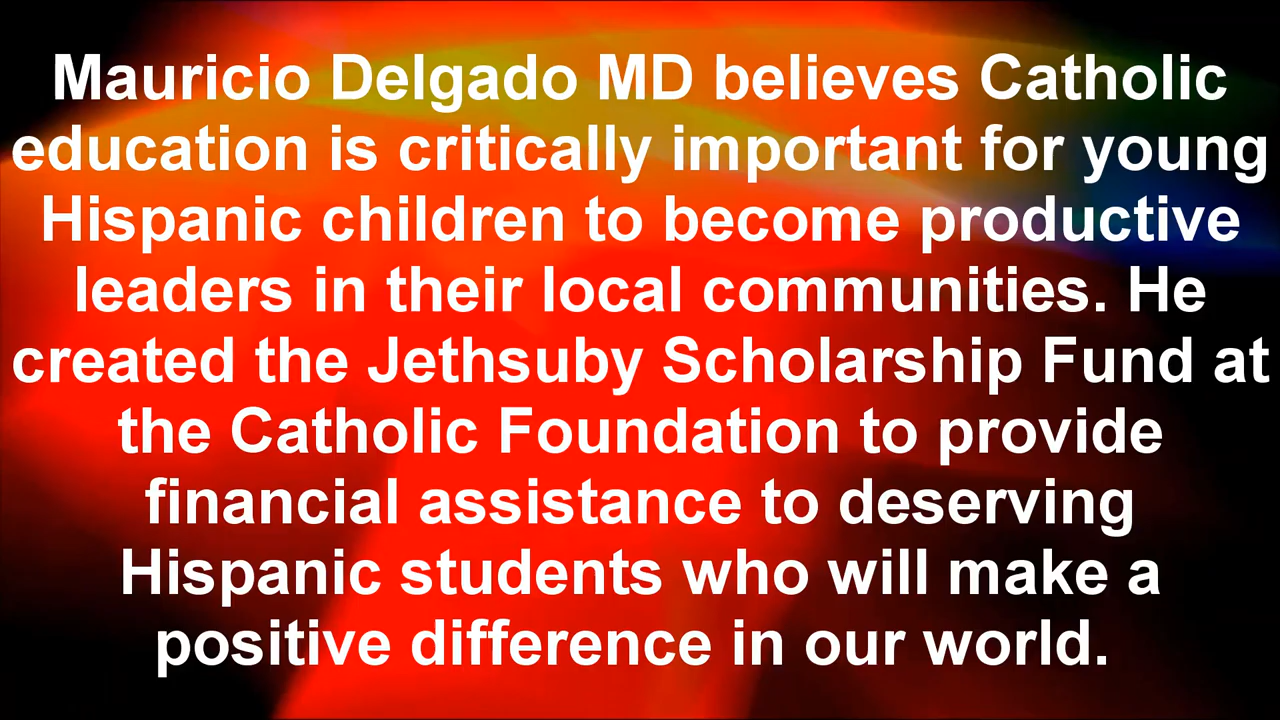 Mauricio Delgado MD believes Catholic
education is critically important for young
Hispanic children to become productive
leaders in their local communities. He
created the Jethsuby Scholarship Fund at
the Catholic Foundation to provide
financial assistance to deserving
Hispanic students who will make a
positive difference in our world.